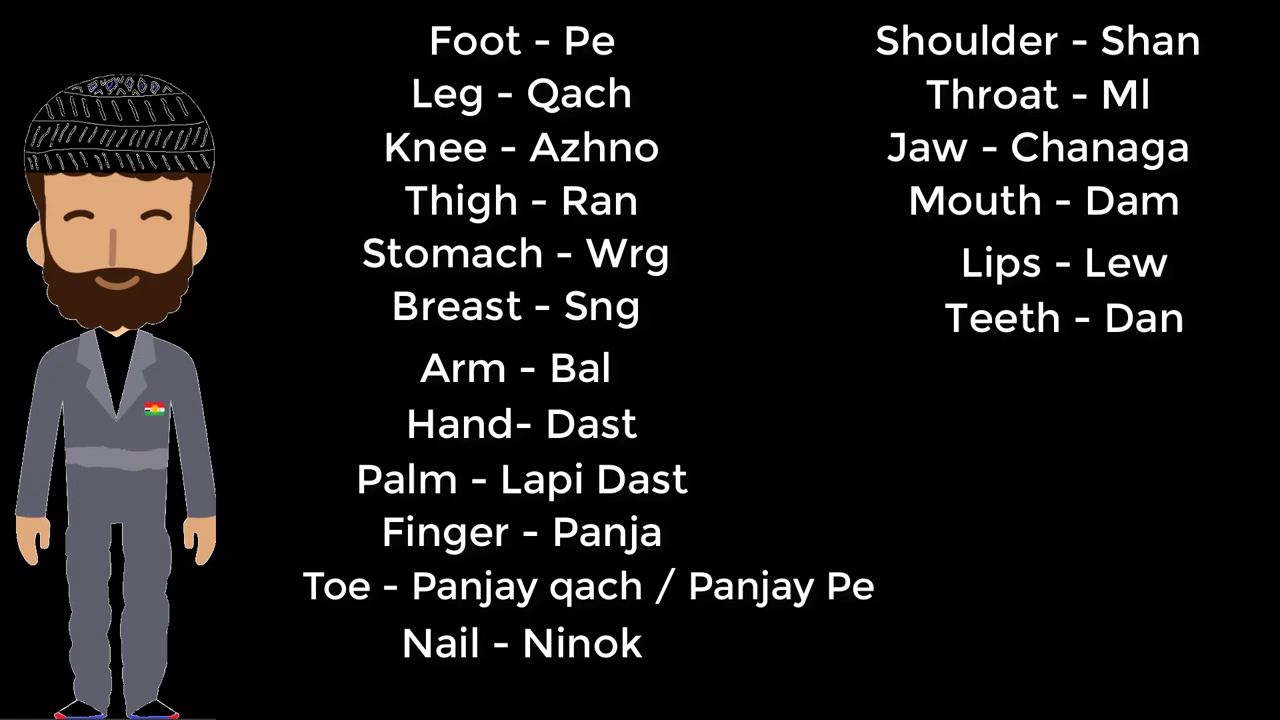 Foot - Pe
Leg - Qach
Knee - Azhno
Thigh - Ran
Stomach - Wrg
Breast - Sng
Arm - Bal
Hand- Dast
Palm - Lapi Dast
Finger - Panja
Toe - Panjay qach / Panjay Pe
Nail - Ninok
Shoulder - Shan
Throat - Ml
Jaw - Chanaga
Mouth - Dam
Lips - Lew
Teeth - Dan